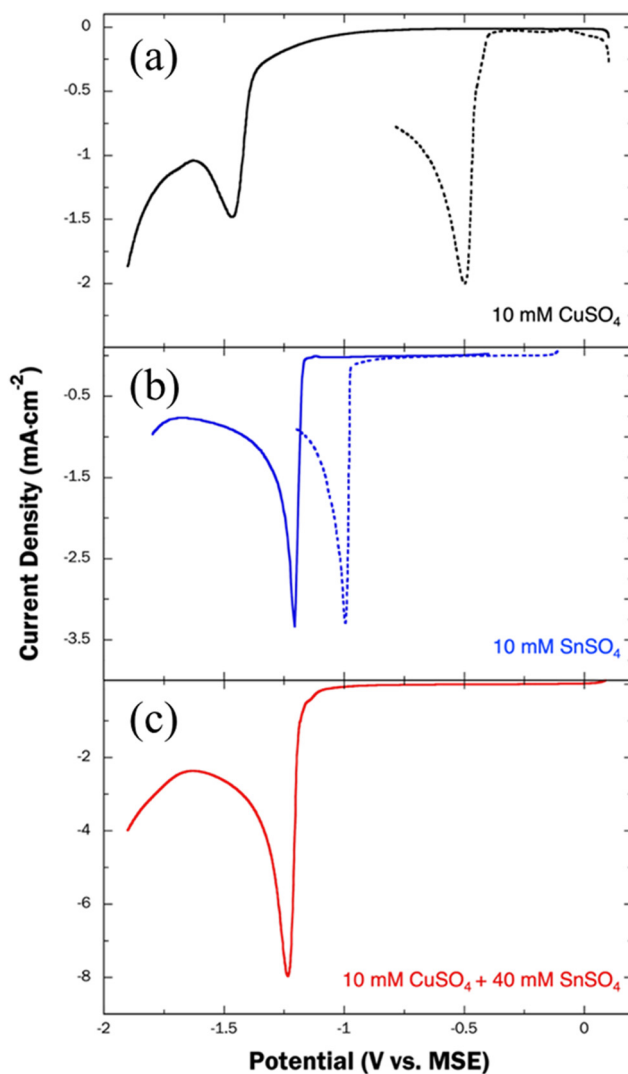 0
(a)
-0.5
-1
-1.5
-2
10 mM CuSO₄
(b)
-0.5
-1.5
-2.5
-3.5
10 mM SnSO₄
(c)
-2
-4
-6
-8
10 mM CuSO₄ + 40 mM SnSO₄
-2
-1.5
-1
-0.5
0
Potential (V vs. MSE)
Current Density (mA·cm⁻²)